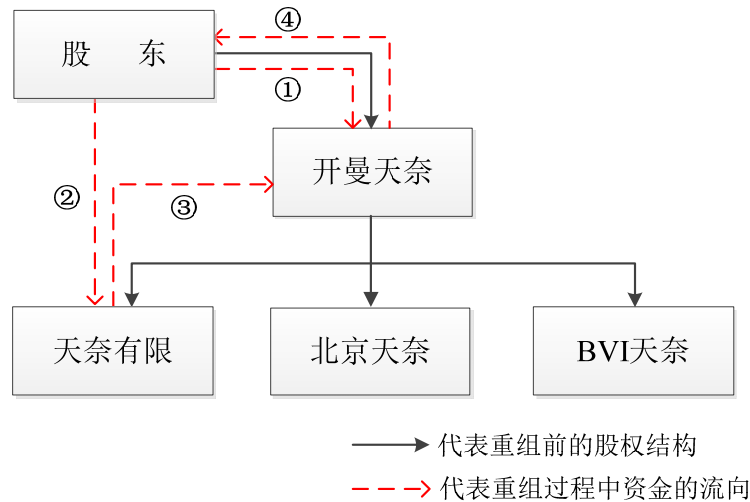 ④
股 东
①
开曼天奈
②
③
天奈有限
北京天奈
BVI天奈
代表重组前的股权结构
代表重组过程中资金的流向